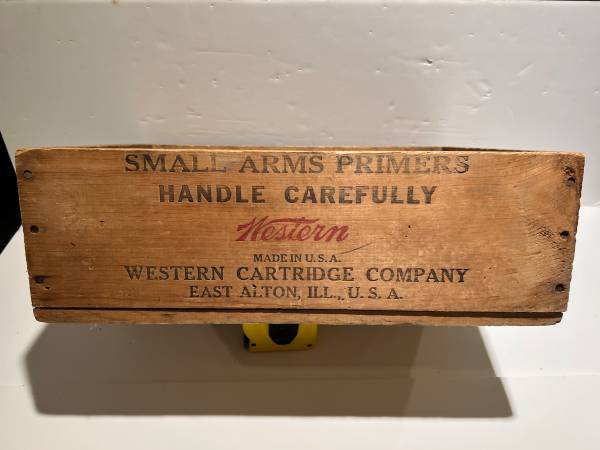 SMALL ARMS PRIMERS
HANDLE CAREFULLY
Western
MADE IN U.S.A.
WESTERN CARTRIDGE COMPANY
EAST ALTON, ILL., U. S. A.